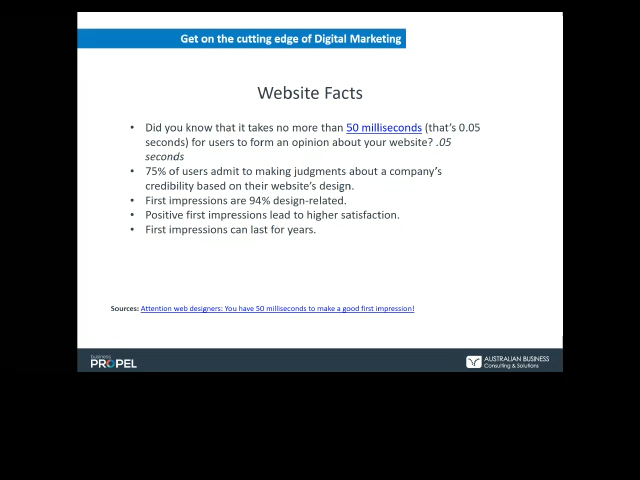 Get on the cutting edge of Digital Marketing
Website Facts
• Did you know that it takes no more than 50 milliseconds (that's 0.05
seconds) for users to form an opinion about your website? .05
seconds
• 75% of users admit to making judgments about a company's
credibility based on their website's design.
• First impressions are 94% design-related.
• Positive first impressions lead to higher satisfaction.
• First impressions can last for years.
Sources: Attention web designers: You have 50 milliseconds to make a good first impression!
business
PROPEL
AUSTRALIAN BUSINESS
Consulting & Solutions